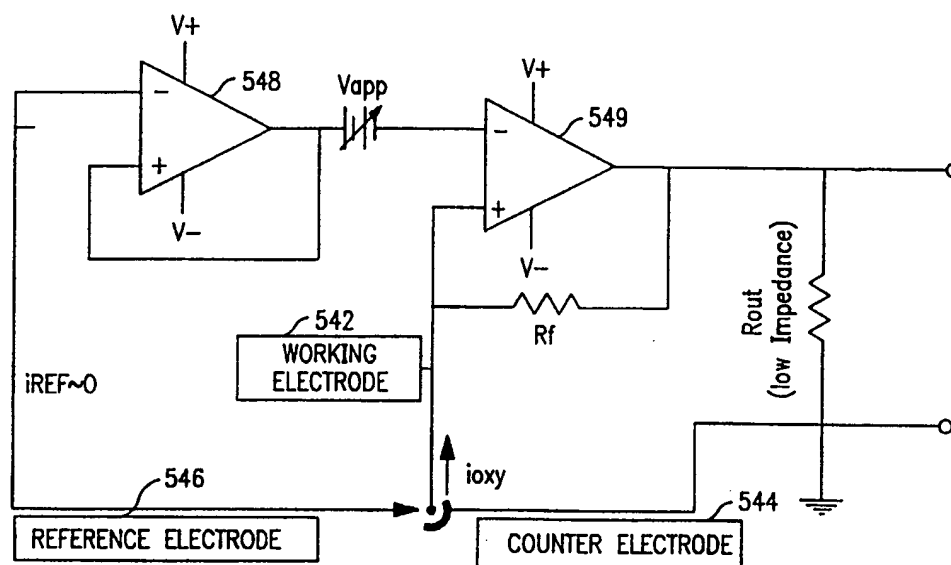 V+
548
Vapp
V+
549
−
+
V−
−
+
V−
Rf
Rout
(low Impedance)
542
WORKING
ELECTRODE
iREF~0
ioxy
546
REFERENCE ELECTRODE
544
COUNTER ELECTRODE